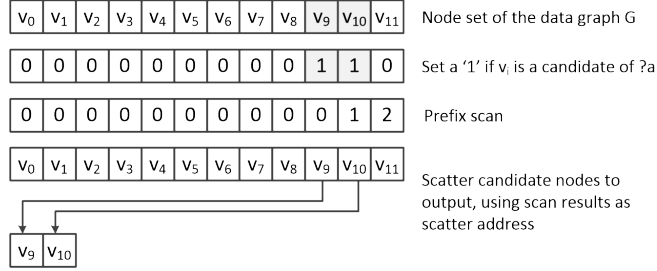 v₀ v₁ v₂ v₃ v₄ v₅ v₆ v₇ v₈ v₉ v₁₀ v₁₁ Node set of the data graph G
0 0 0 0 0 0 0 0 0 1 1 0 Set a ‘1’ if vᵢ is a candidate of ?a
0 0 0 0 0 0 0 0 0 0 1 2 Prefix scan
v₀ v₁ v₂ v₃ v₄ v₅ v₆ v₇ v₈ v₉ v₁₀ v₁₁
Scatter candidate nodes to
output, using scan results as
scatter address
v₉ v₁₀